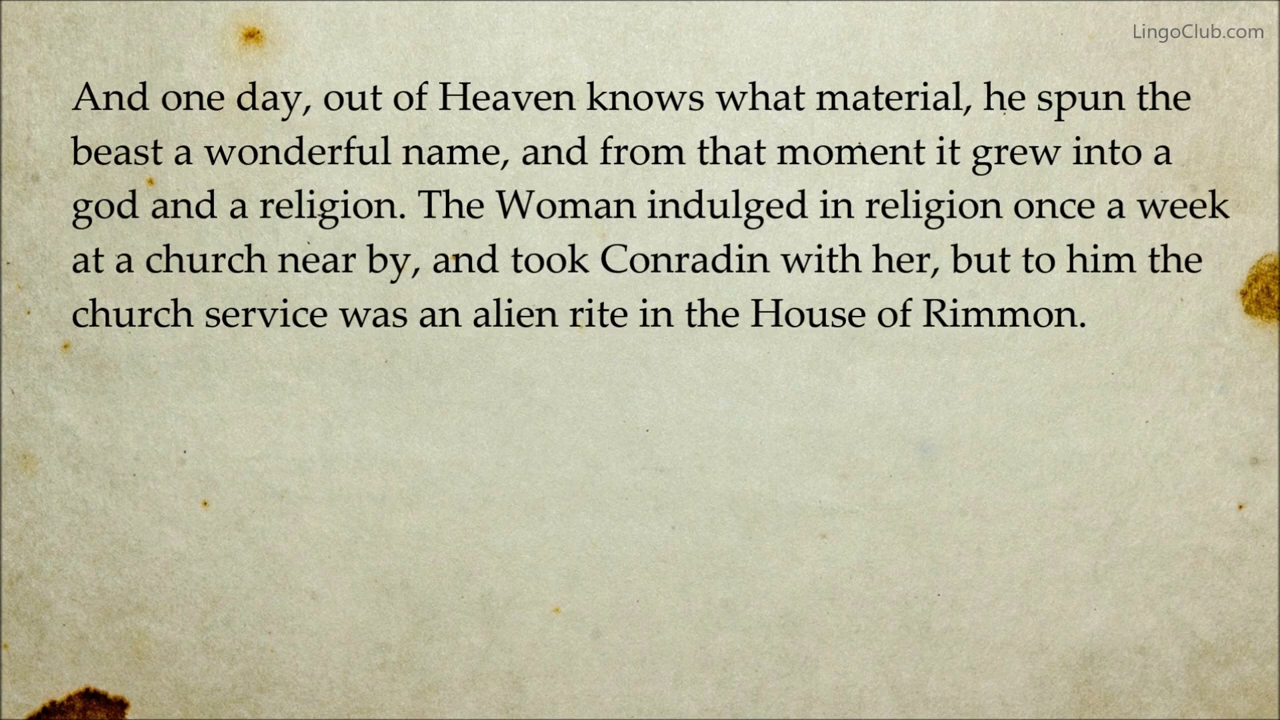 LingoClub.com
And one day, out of Heaven knows what material, he spun the
beast a wonderful name, and from that moment it grew into a
god and a religion. The Woman indulged in religion once a week
at a church near by, and took Conradin with her, but to him the
church service was an alien rite in the House of Rimmon.